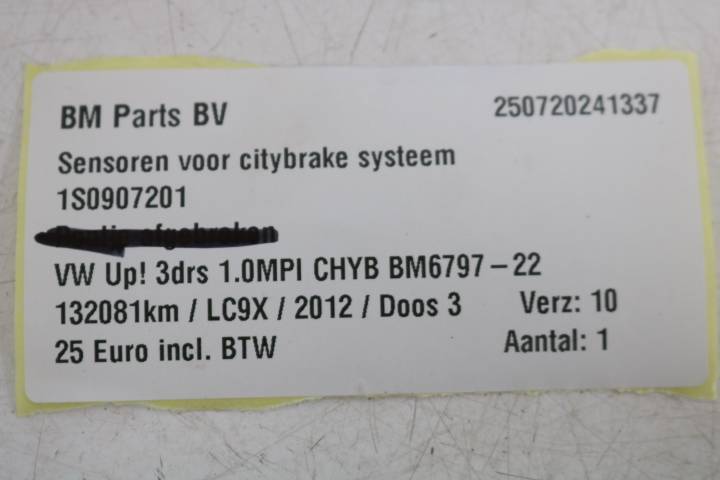 BM Parts BV 250720241337
Sensoren voor citybrake systeem
1S0907201
VW Up! 3drs 1.0MPI CHYB BM6797-22
132081km / LC9X / 2012 / Doos 3 Verz: 10
25 Euro incl. BTW Aantal: 1